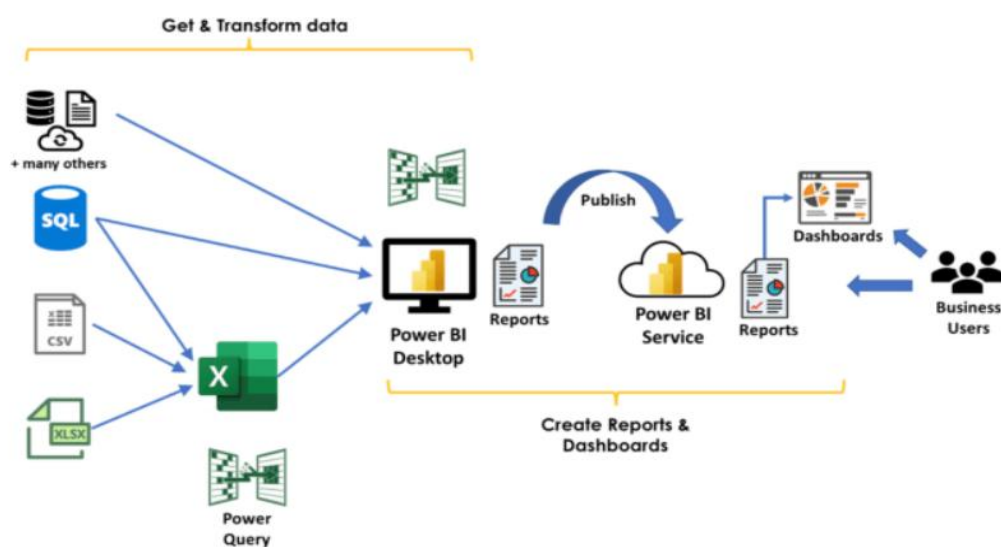 Get & Transform data
+ many others
SQL
CSV
XLSX
X
Power
Query
Power BI
Desktop
Reports
Publish
Power BI
Service
Reports
Dashboards
Business
Users
Create Reports &
Dashboards